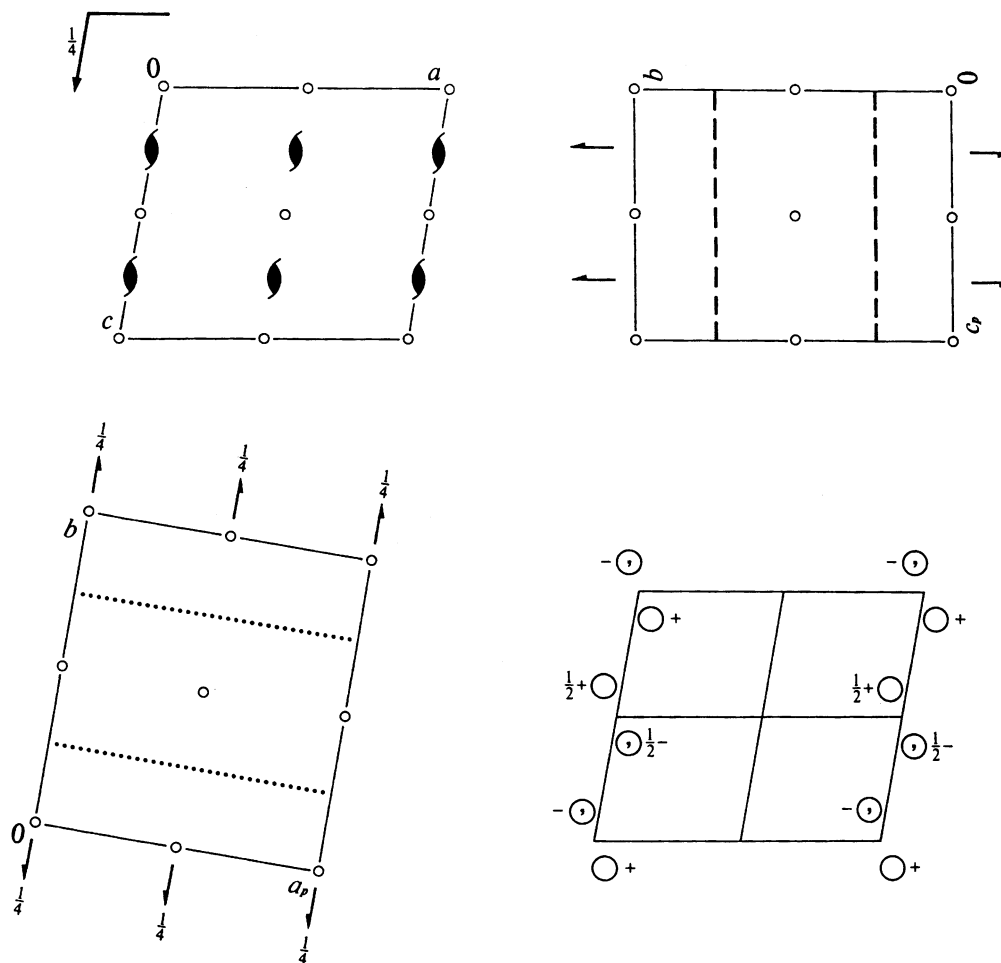 1/4
0 a
c
b 0
c_p
1/4 1/4 1/4
b
0
a_p
1/4 1/4 1/4
- , - ,
+ +
1/2+ 1/2+
, 1/2- , 1/2-
- , - ,
+ +